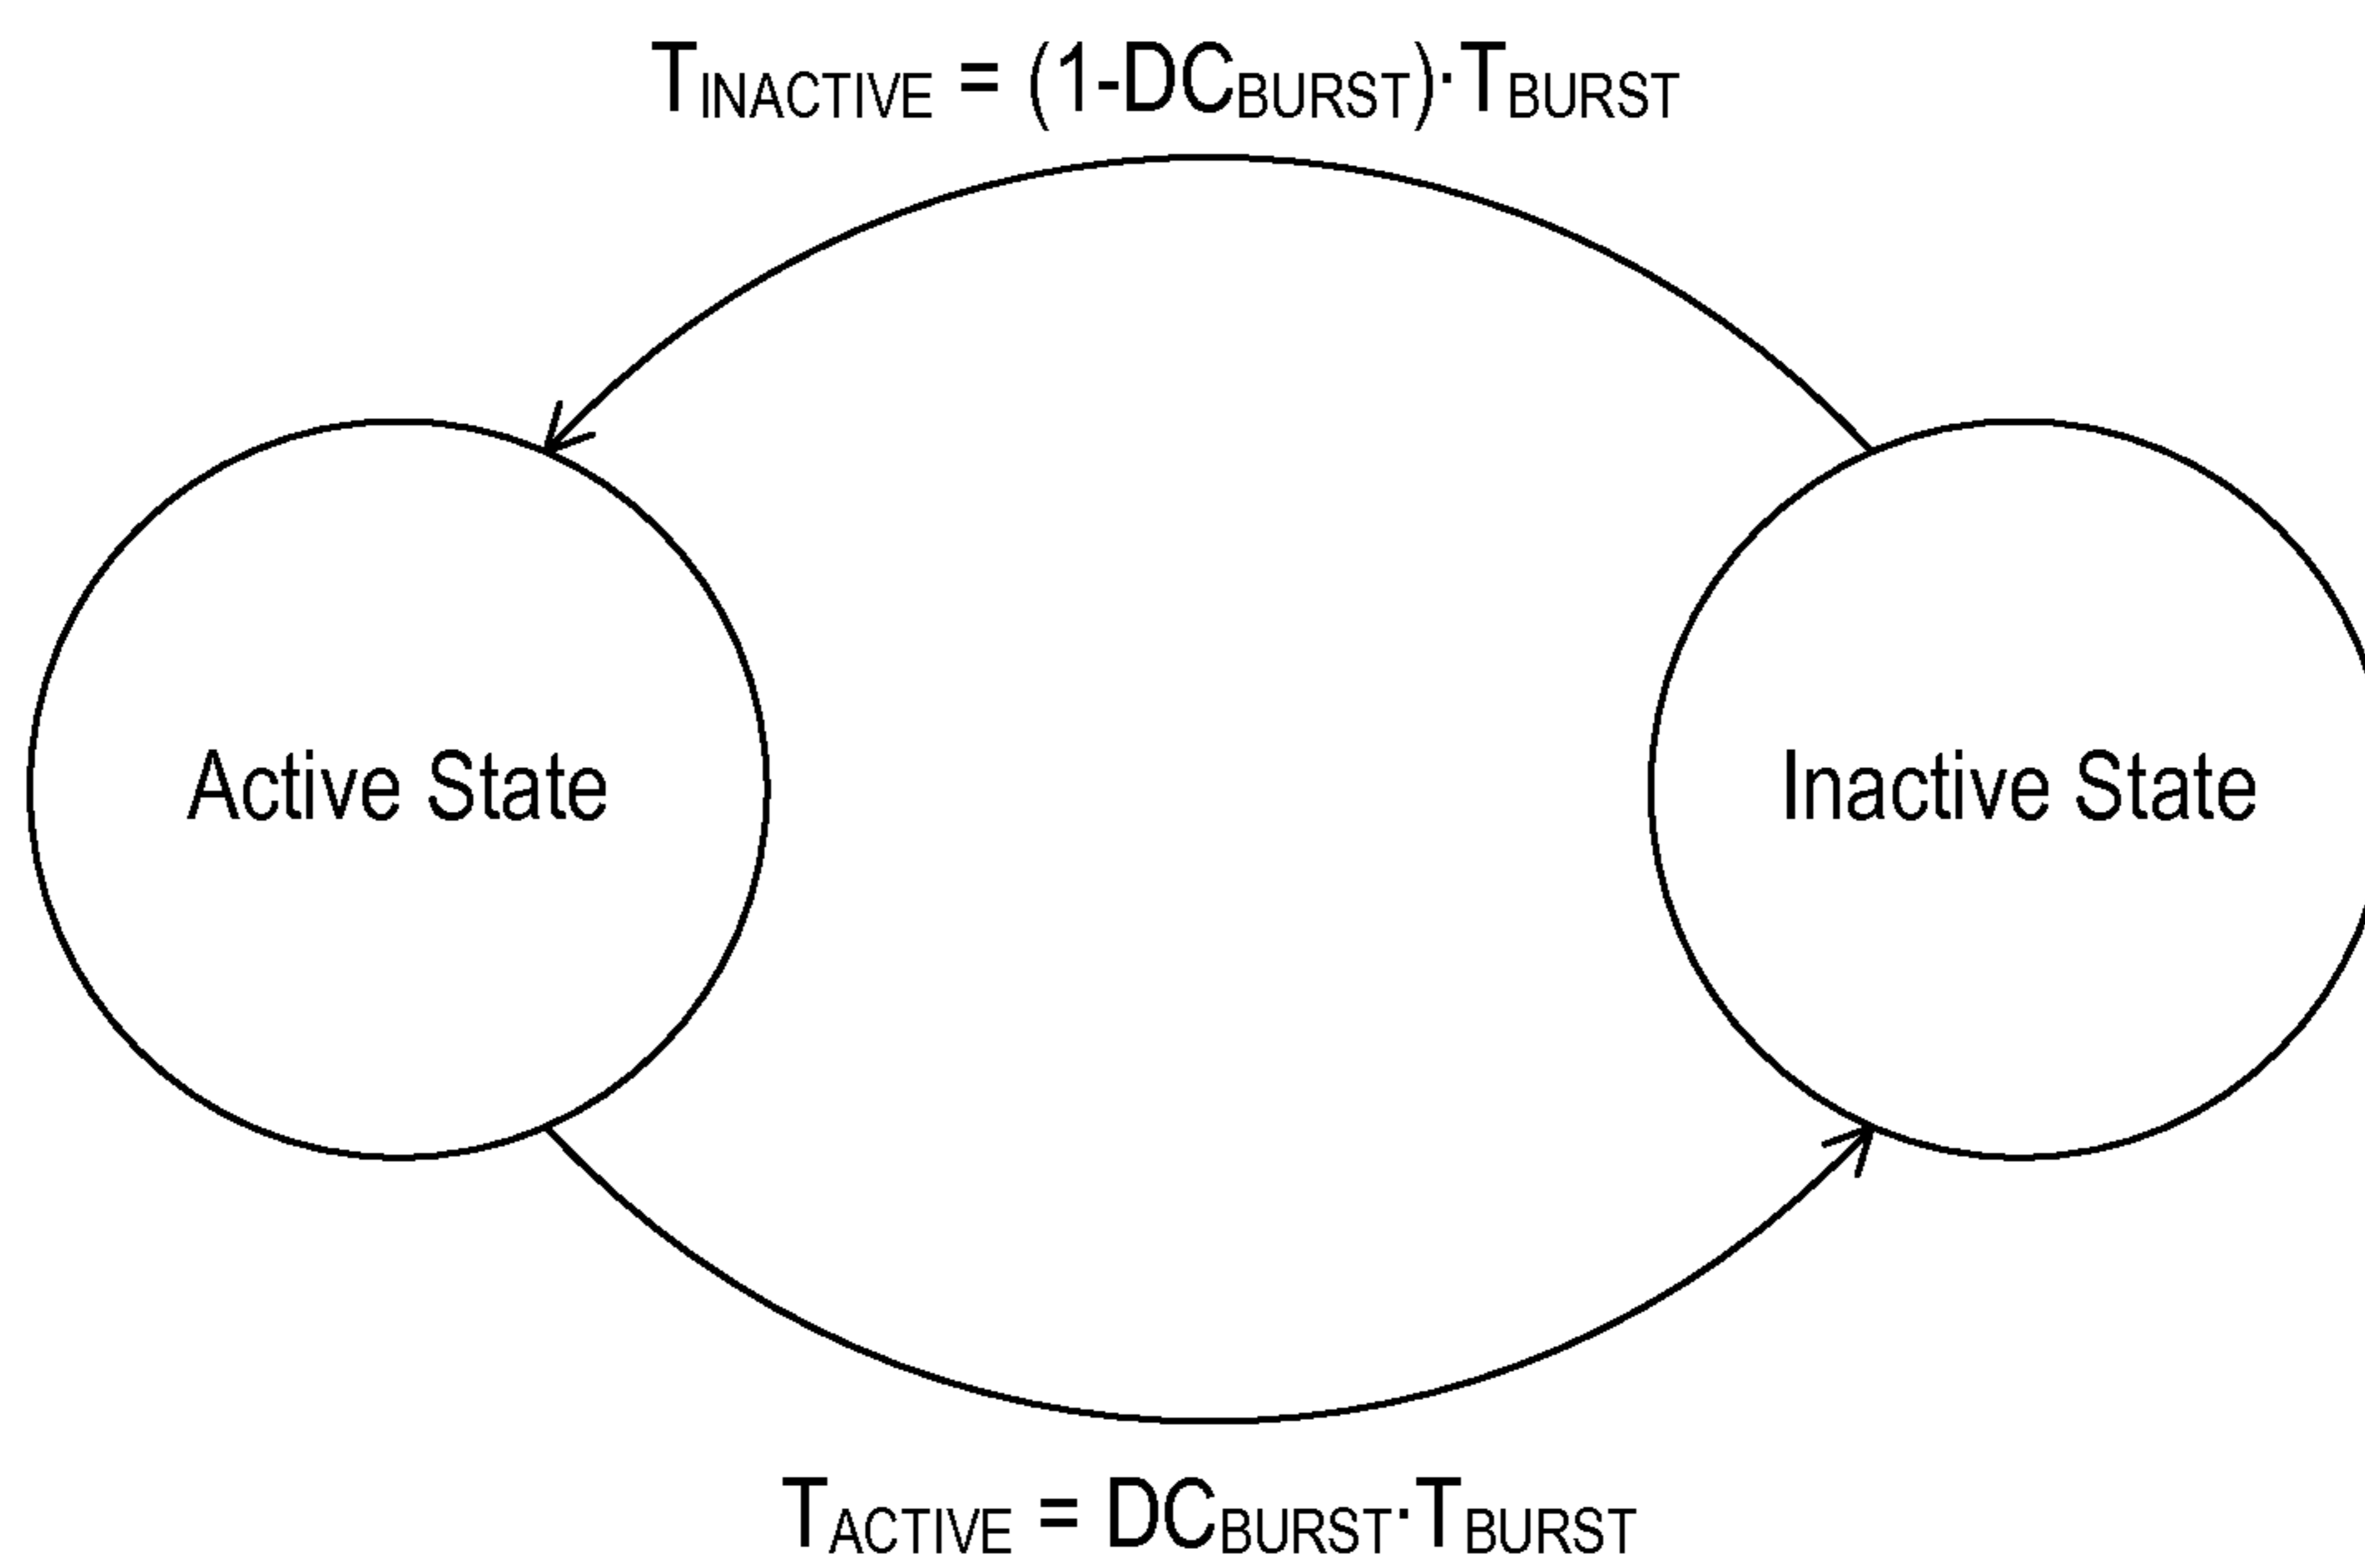 TINACTIVE = (1-DCBURST)·TBURST
Active State
Inactive State
TACTIVE = DCBURST·TBURST